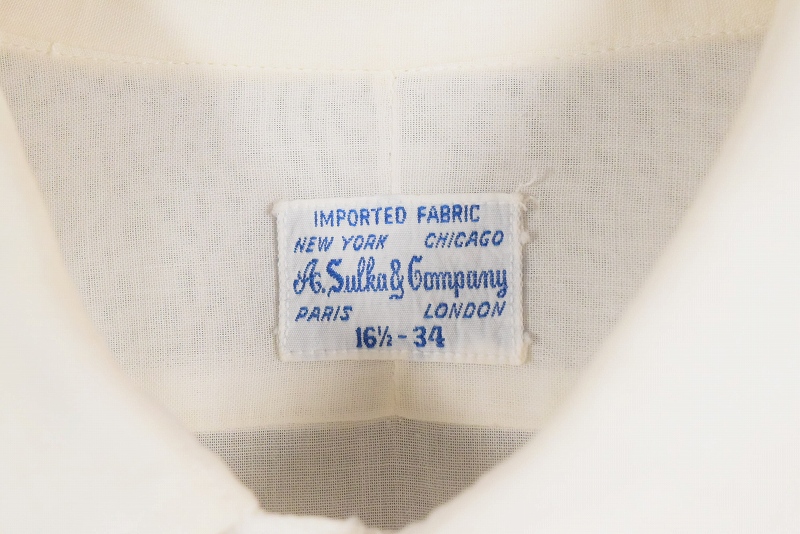 IMPORTED FABRIC
NEW YORK CHICAGO
A. Sulka & Company
PARIS LONDON
16½-34